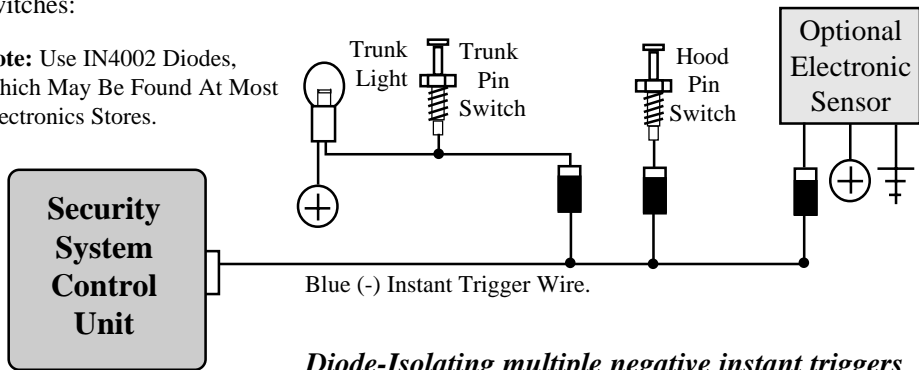 witches:
ote: Use IN4002 Diodes,
hich May Be Found At Most
ectronics Stores.
Trunk
Light
Trunk
Pin
Switch
Hood
Pin
Switch
Optional
Electronic
Sensor
Security
System
Control
Unit
Blue (-) Instant Trigger Wire.
Diode-Isolating multiple negative instant triggers